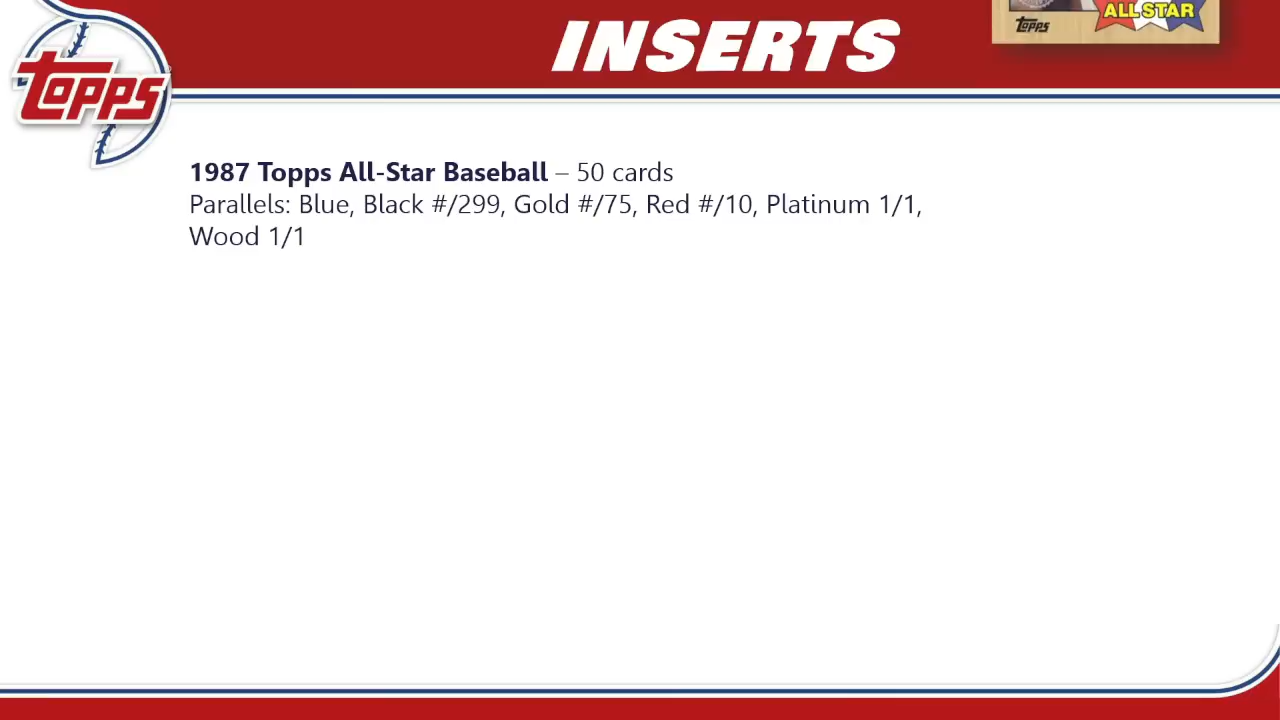 INSERTS
ALL STAR
Topps
Topps
1987 Topps All-Star Baseball – 50 cards
Parallels: Blue, Black #/299, Gold #/75, Red #/10, Platinum 1/1,
Wood 1/1